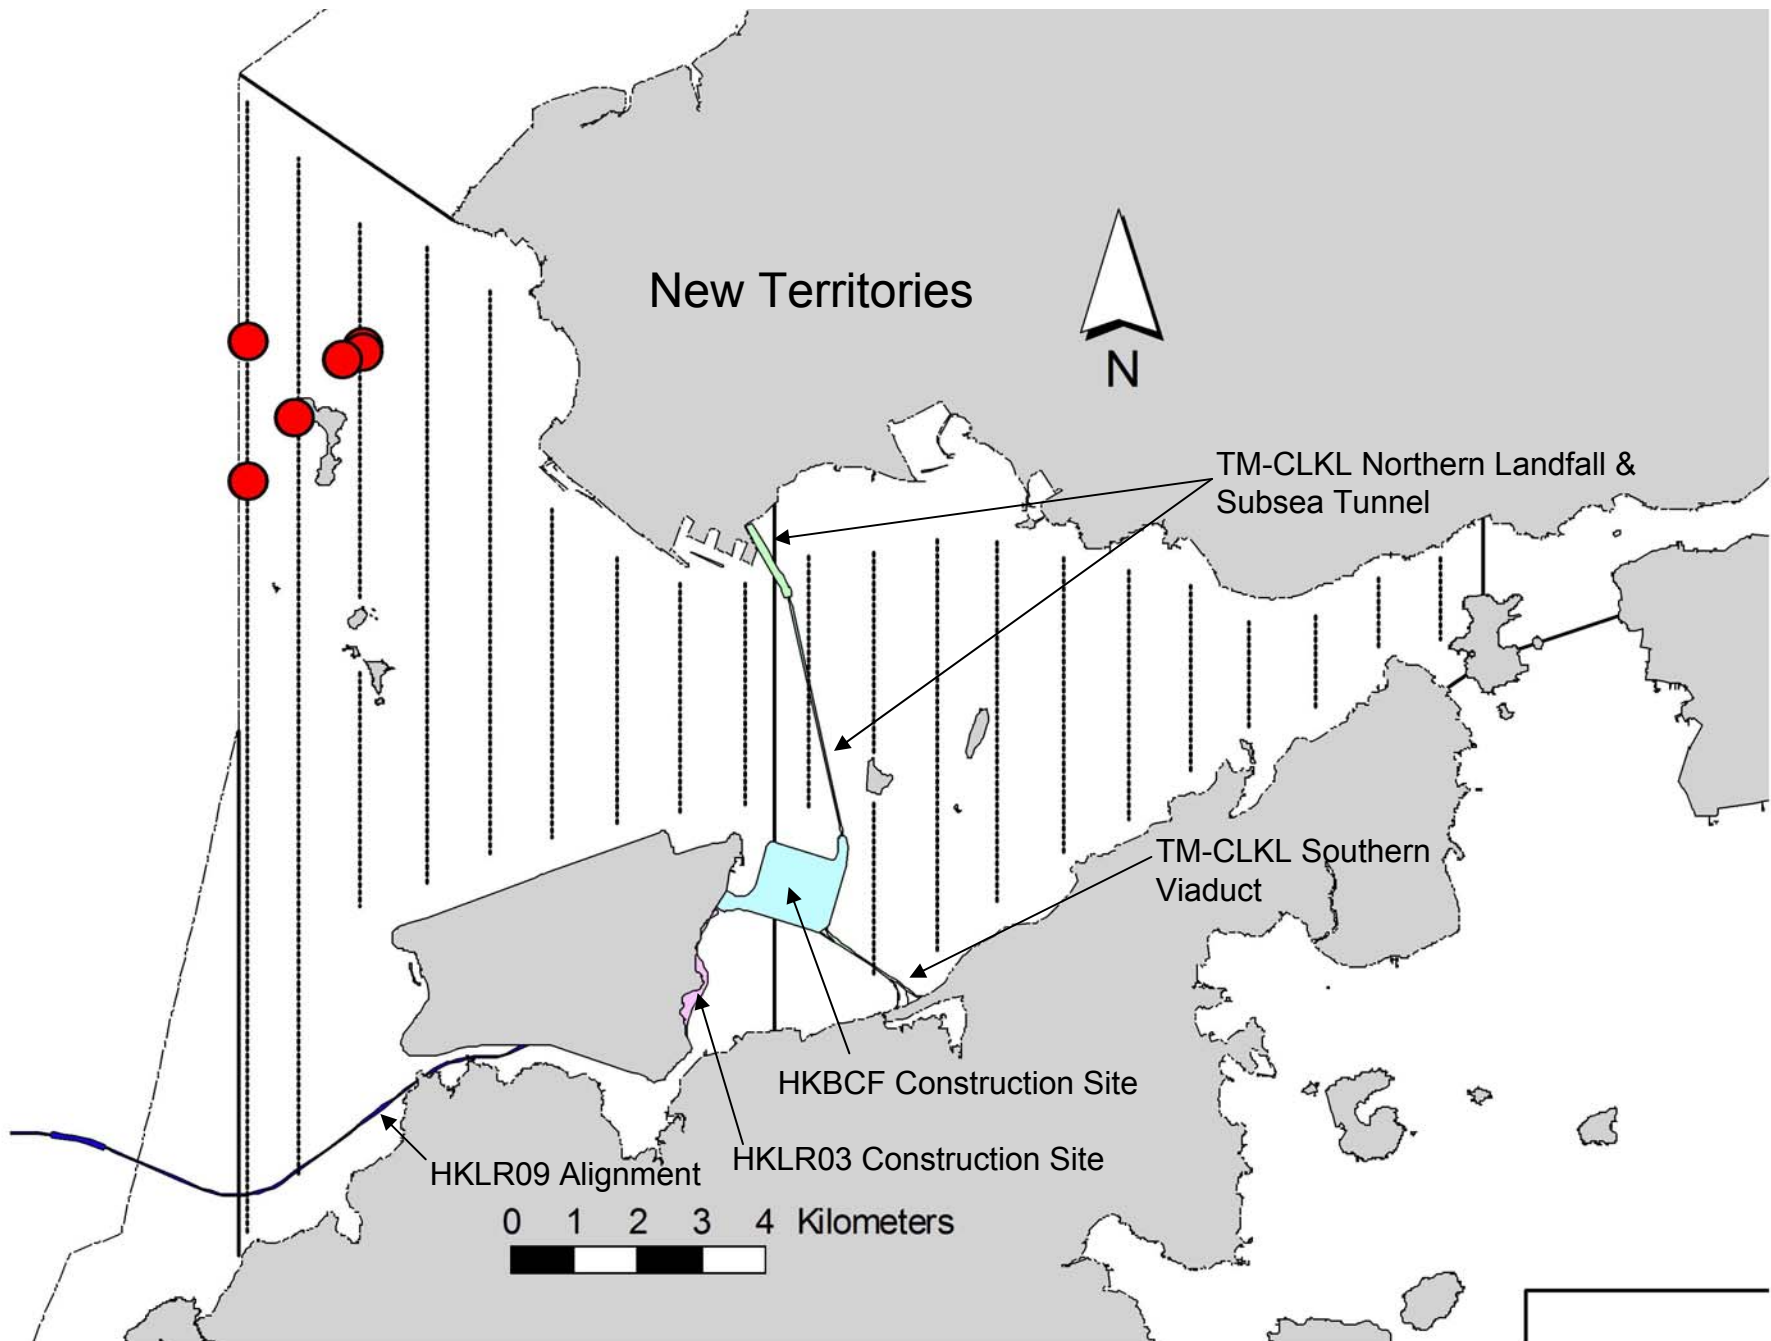 New Territories
N
TM-CLKL Northern Landfall &
Subsea Tunnel
TM-CLKL Southern
Viaduct
HKBCF Construction Site
HKLR03 Construction Site
HKLR09 Alignment
0 1 2 3 4 Kilometers